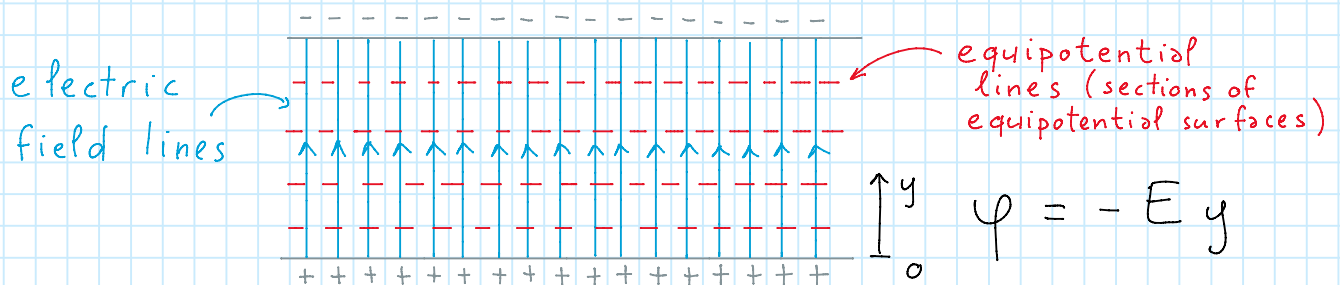 - - - - - - - - - - - - - - - - -
electric
field lines
equipotential
lines (sections of
equipotential surfaces)
y
0
φ = - E y
+ + + + + + + + + + + + + + + + +